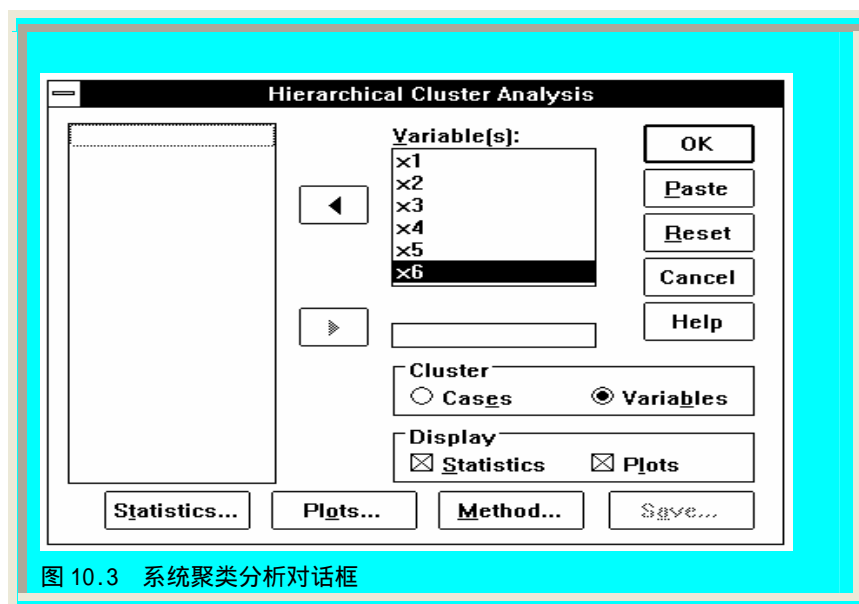 Hierarchical Cluster Analysis
Variable(s):
x1
x2
x3
x4
x5
x6
OK
Paste
Reset
Cancel
Help
Cluster
Cases Variables
Display
Statistics Plots
Statistics... Plots... Method... Save...
图 10.3 系统聚类分析对话框